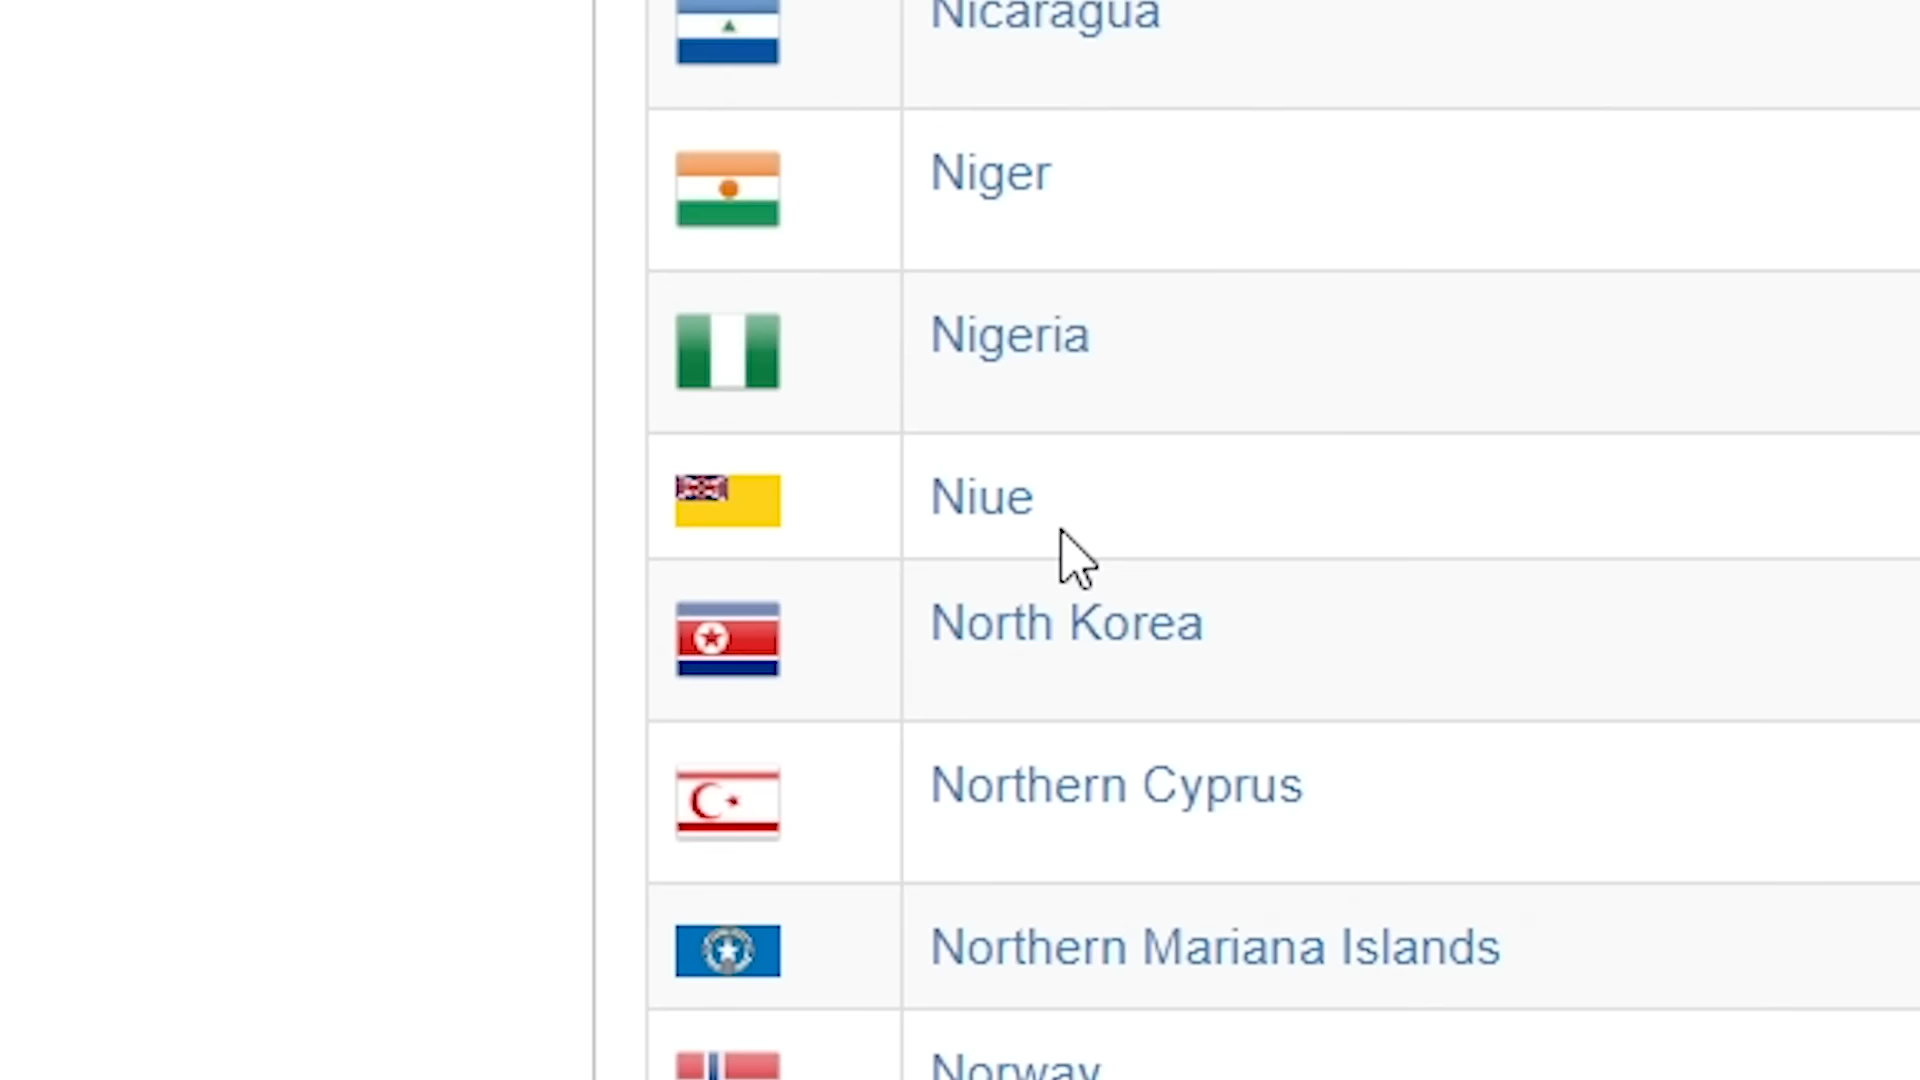 Nicaragua
Niger
Nigeria
Niue
North Korea
Northern Cyprus
Northern Mariana Islands
Norway